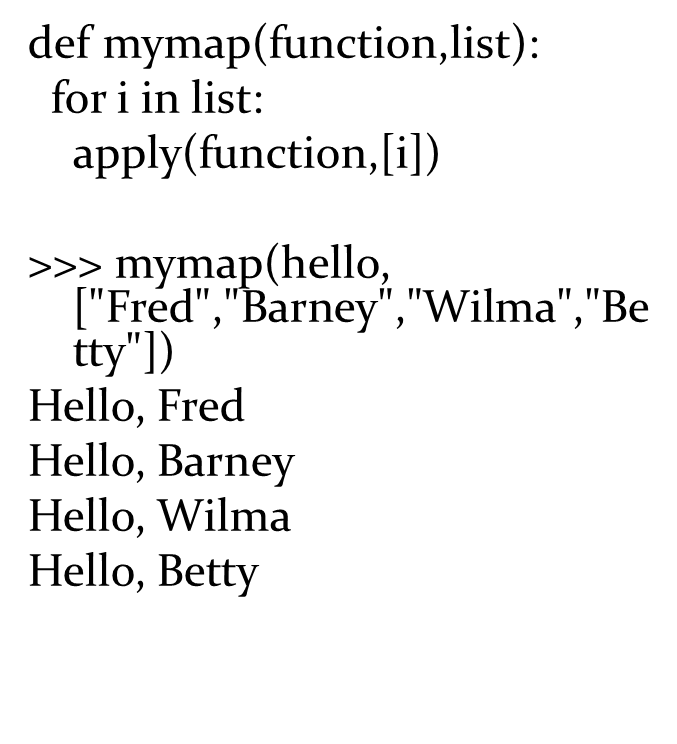 def mymap(function,list):
for i in list:
apply(function,[i])
>>> mymap(hello,
["Fred","Barney","Wilma","Be
tty"])
Hello, Fred
Hello, Barney
Hello, Wilma
Hello, Betty